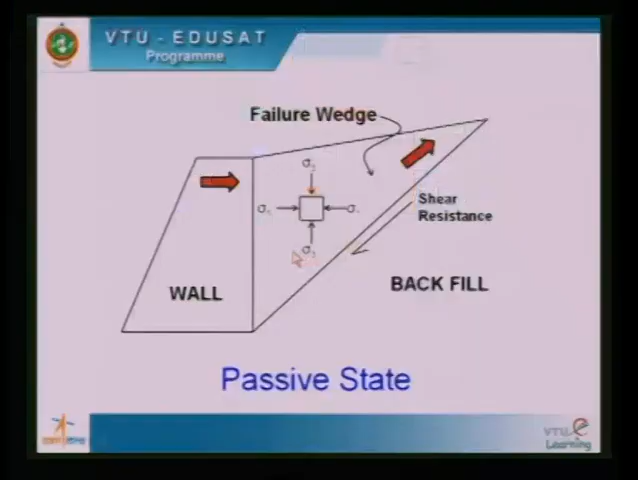 VTU - EDUSAT
Programme
Failure Wedge
Shear
Resistance
WALL
BACK FILL
Passive State
VTU e
Learning